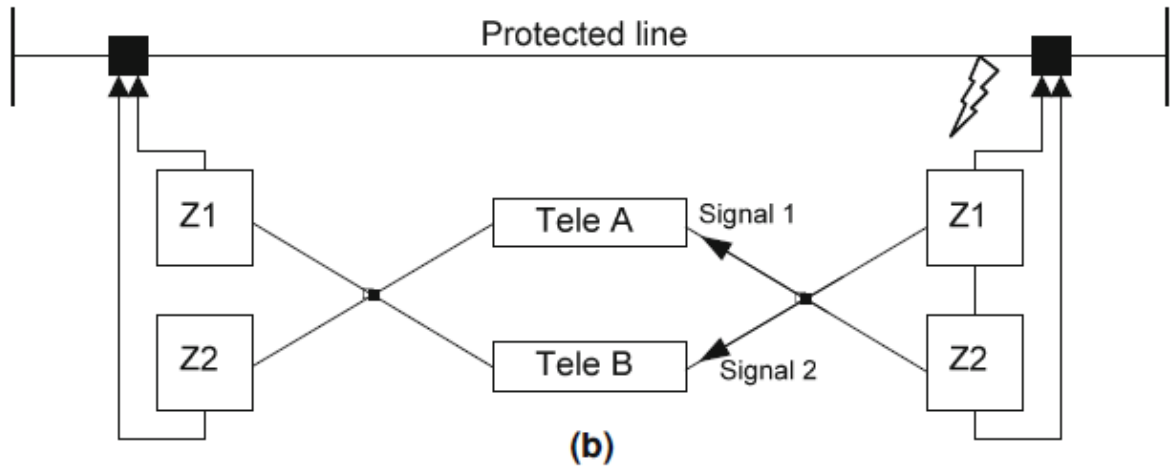 Protected line
Z1
Tele A
Signal 1
Z1
Z2
Tele B
Signal 2
Z2
(b)